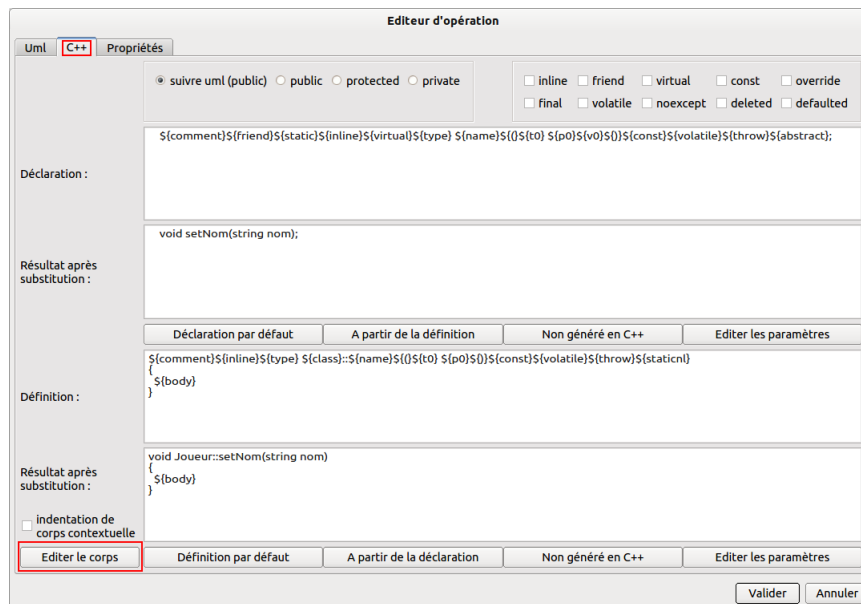 Editeur d'opération
Uml C++ Propriétés
suivre uml (public) public protected private
inline friend virtual const override
final volatile noexcept deleted defaulted
Déclaration :
${comment}${friend}${static}${inline}${virtual}${type} ${name}${(}${t0} ${p0}${v0}${)}${const}${volatile}${throw}${abstract};
Résultat après
substitution :
void setNom(string nom);
Déclaration par défaut A partir de la définition Non généré en C++ Editer les paramètres
Définition :
${comment}${inline}${type} ${class}::${name}${(}${t0} ${p0}${)}${const}${volatile}${throw}${staticnl}
{
${body}
}
Résultat après
substitution :
void Joueur::setNom(string nom)
{
${body}
}
indentation de
corps contextuelle
Editer le corps Définition par défaut A partir de la déclaration Non généré en C++ Editer les paramètres
Valider Annuler